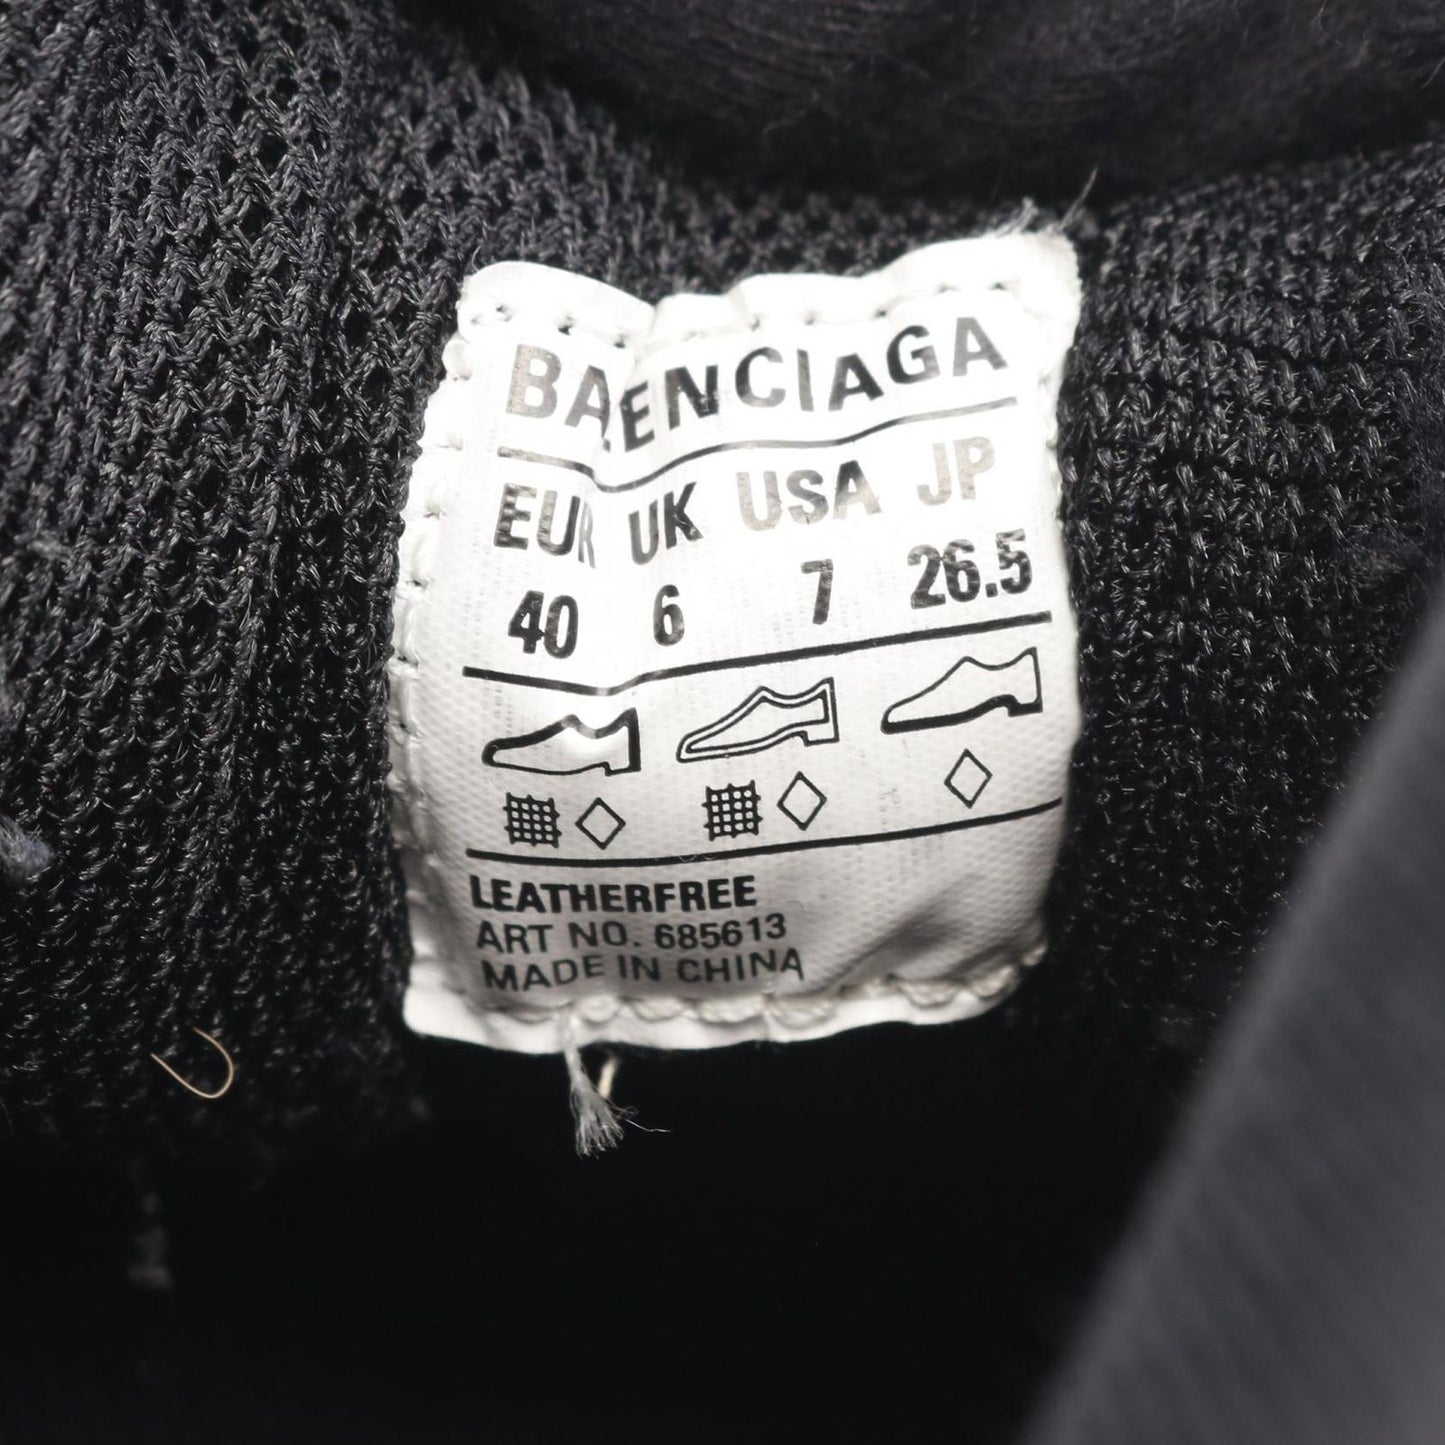 BALENCIAGA
EUR UK USA JP
40 6 7 26.5
LEATHERFREE
ART NO. 685613
MADE IN CHINA